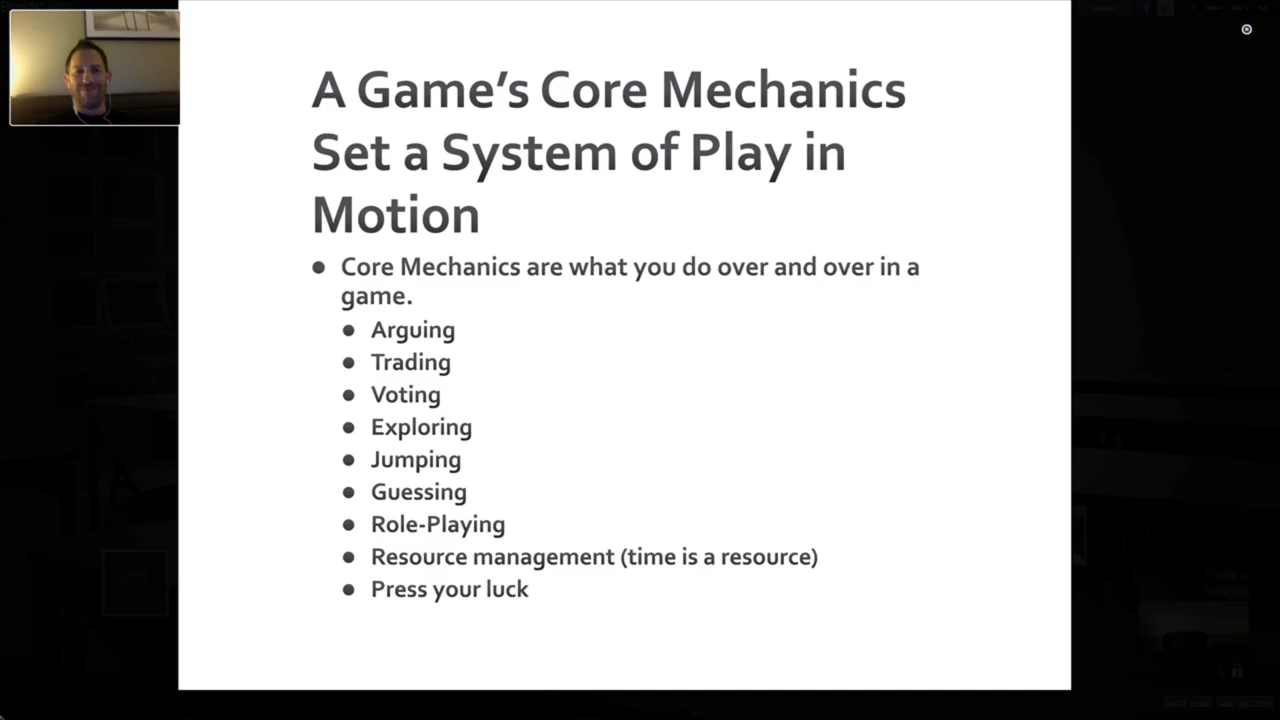 A Game’s Core Mechanics
Set a System of Play in
Motion
● Core Mechanics are what you do over and over in a
game.
● Arguing
● Trading
● Voting
● Exploring
● Jumping
● Guessing
● Role-Playing
● Resource management (time is a resource)
● Press your luck